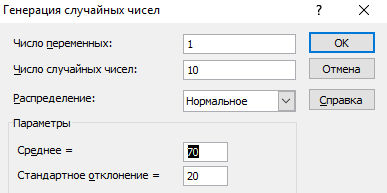 Генерация случайных чисел ? ×
Число переменных: 1 ОК
Число случайных чисел: 10 Отмена
Распределение: Нормальное Справка
Параметры
Среднее = 70
Стандартное отклонение = 20